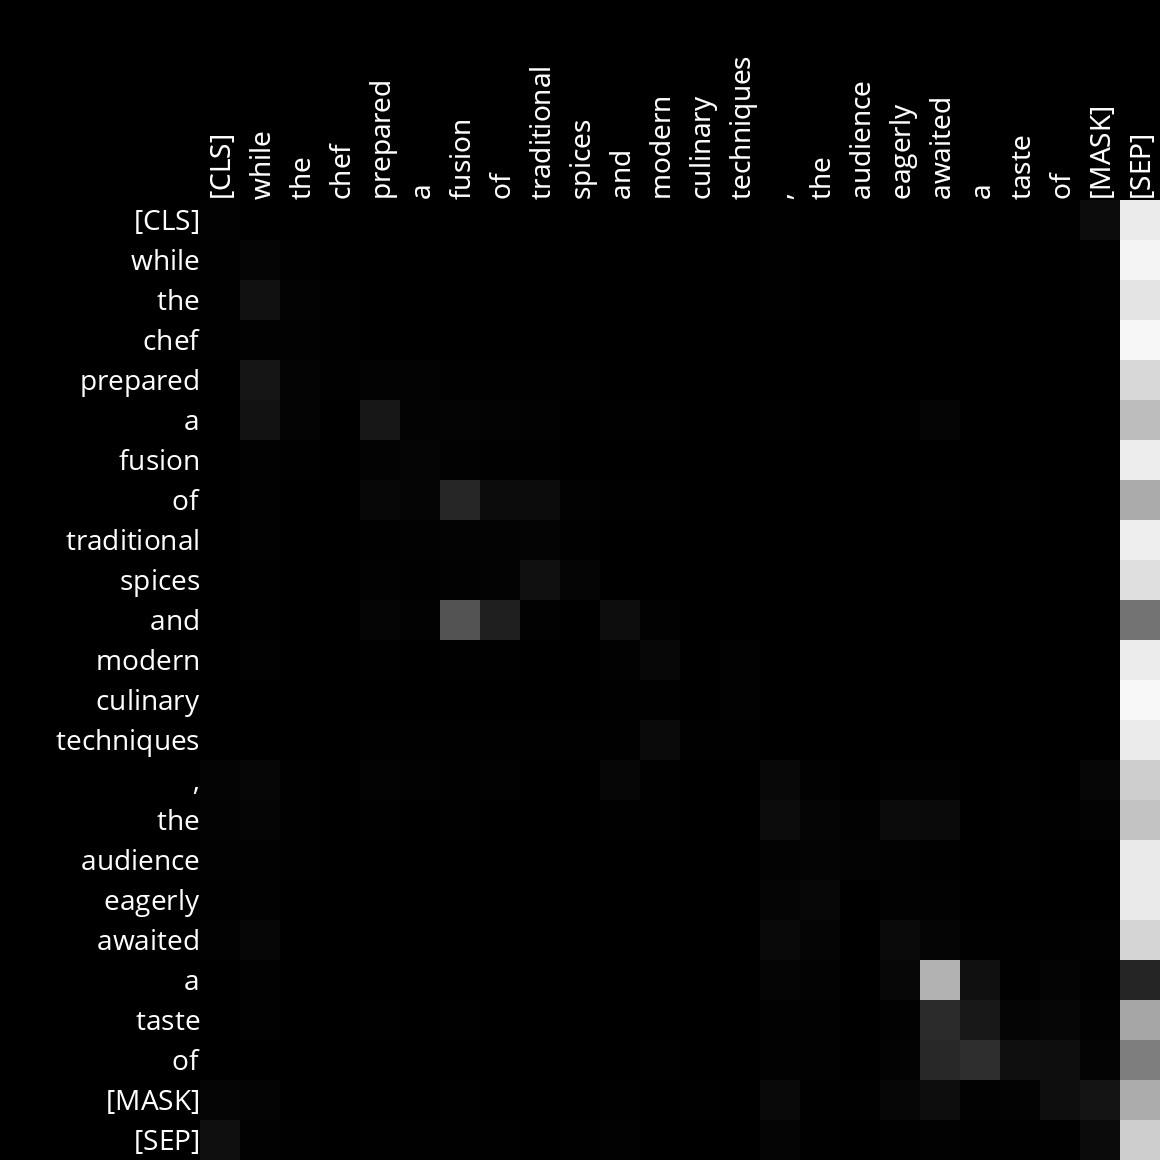 [CLS] while the chef prepared a fusion of traditional spices and modern culinary techniques , the audience eagerly awaited a taste of [MASK] [SEP]
[CLS]
while
the
chef
prepared
a
fusion
of
traditional
spices
and
modern
culinary
techniques
,
the
audience
eagerly
awaited
a
taste
of
[MASK]
[SEP]